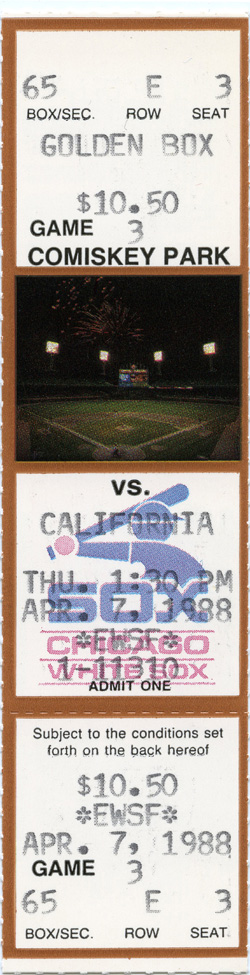 65 E 3
BOX/SEC. ROW SEAT
GOLDEN BOX
$10.50
GAME 3
COMISKEY PARK
VS.
CALIFORNIA
THU. 1:30 PM
APR. 7, 1988
SOX
*EWSF*
CHICAGO
1-11310
WHITE SOX
ADMIT ONE
Subject to the conditions set
forth on the back hereof
$10.50
*EWSF*
APR. 7, 1988
GAME 3
65 E 3
BOX/SEC. ROW SEAT